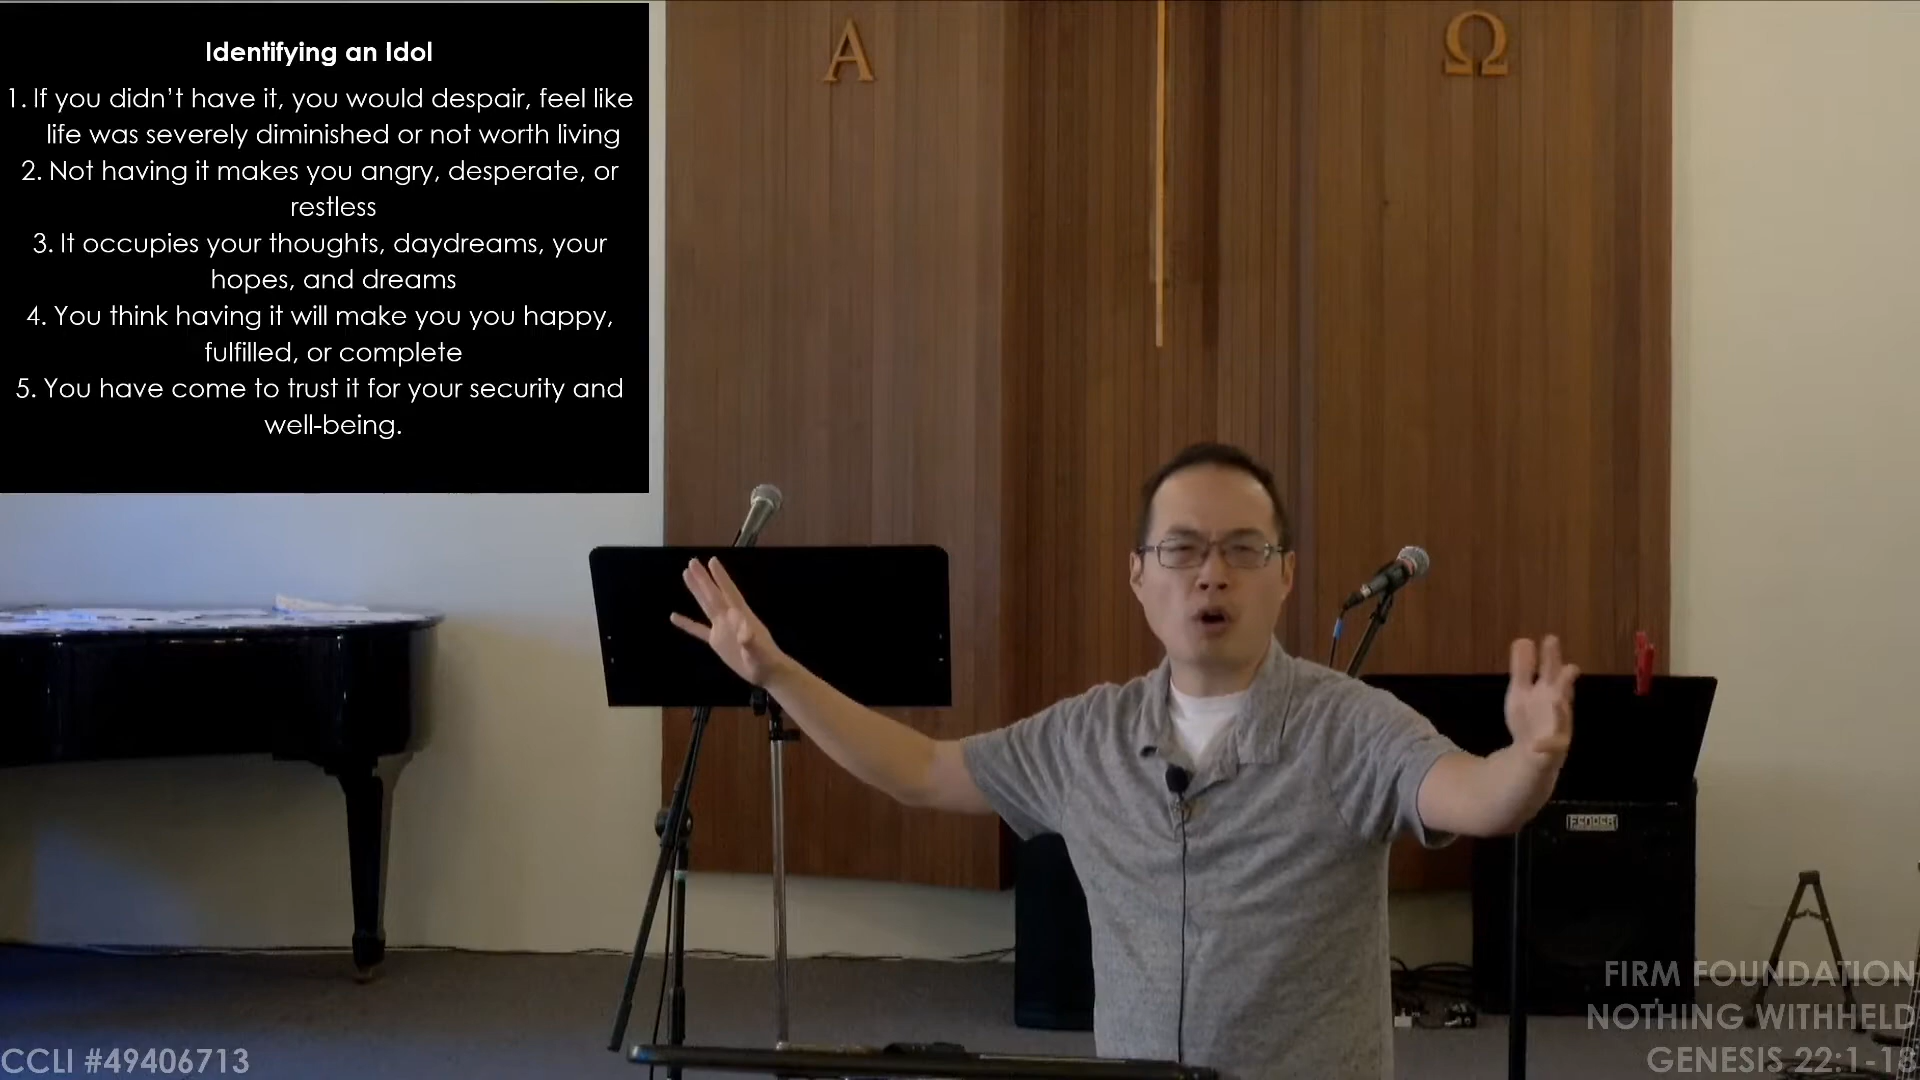 Identifying an Idol
1. If you didn't have it, you would despair, feel like
life was severely diminished or not worth living
2. Not having it makes you angry, desperate, or
restless
3. It occupies your thoughts, daydreams, your
hopes, and dreams
4. You think having it will make you you happy,
fulfilled, or complete
5. You have come to trust it for your security and
well-being.
Α
Ω
FENDER
FIRM FOUNDATION
NOTHING WITHHELD
GENESIS 22:1-18
CCLI #49406713